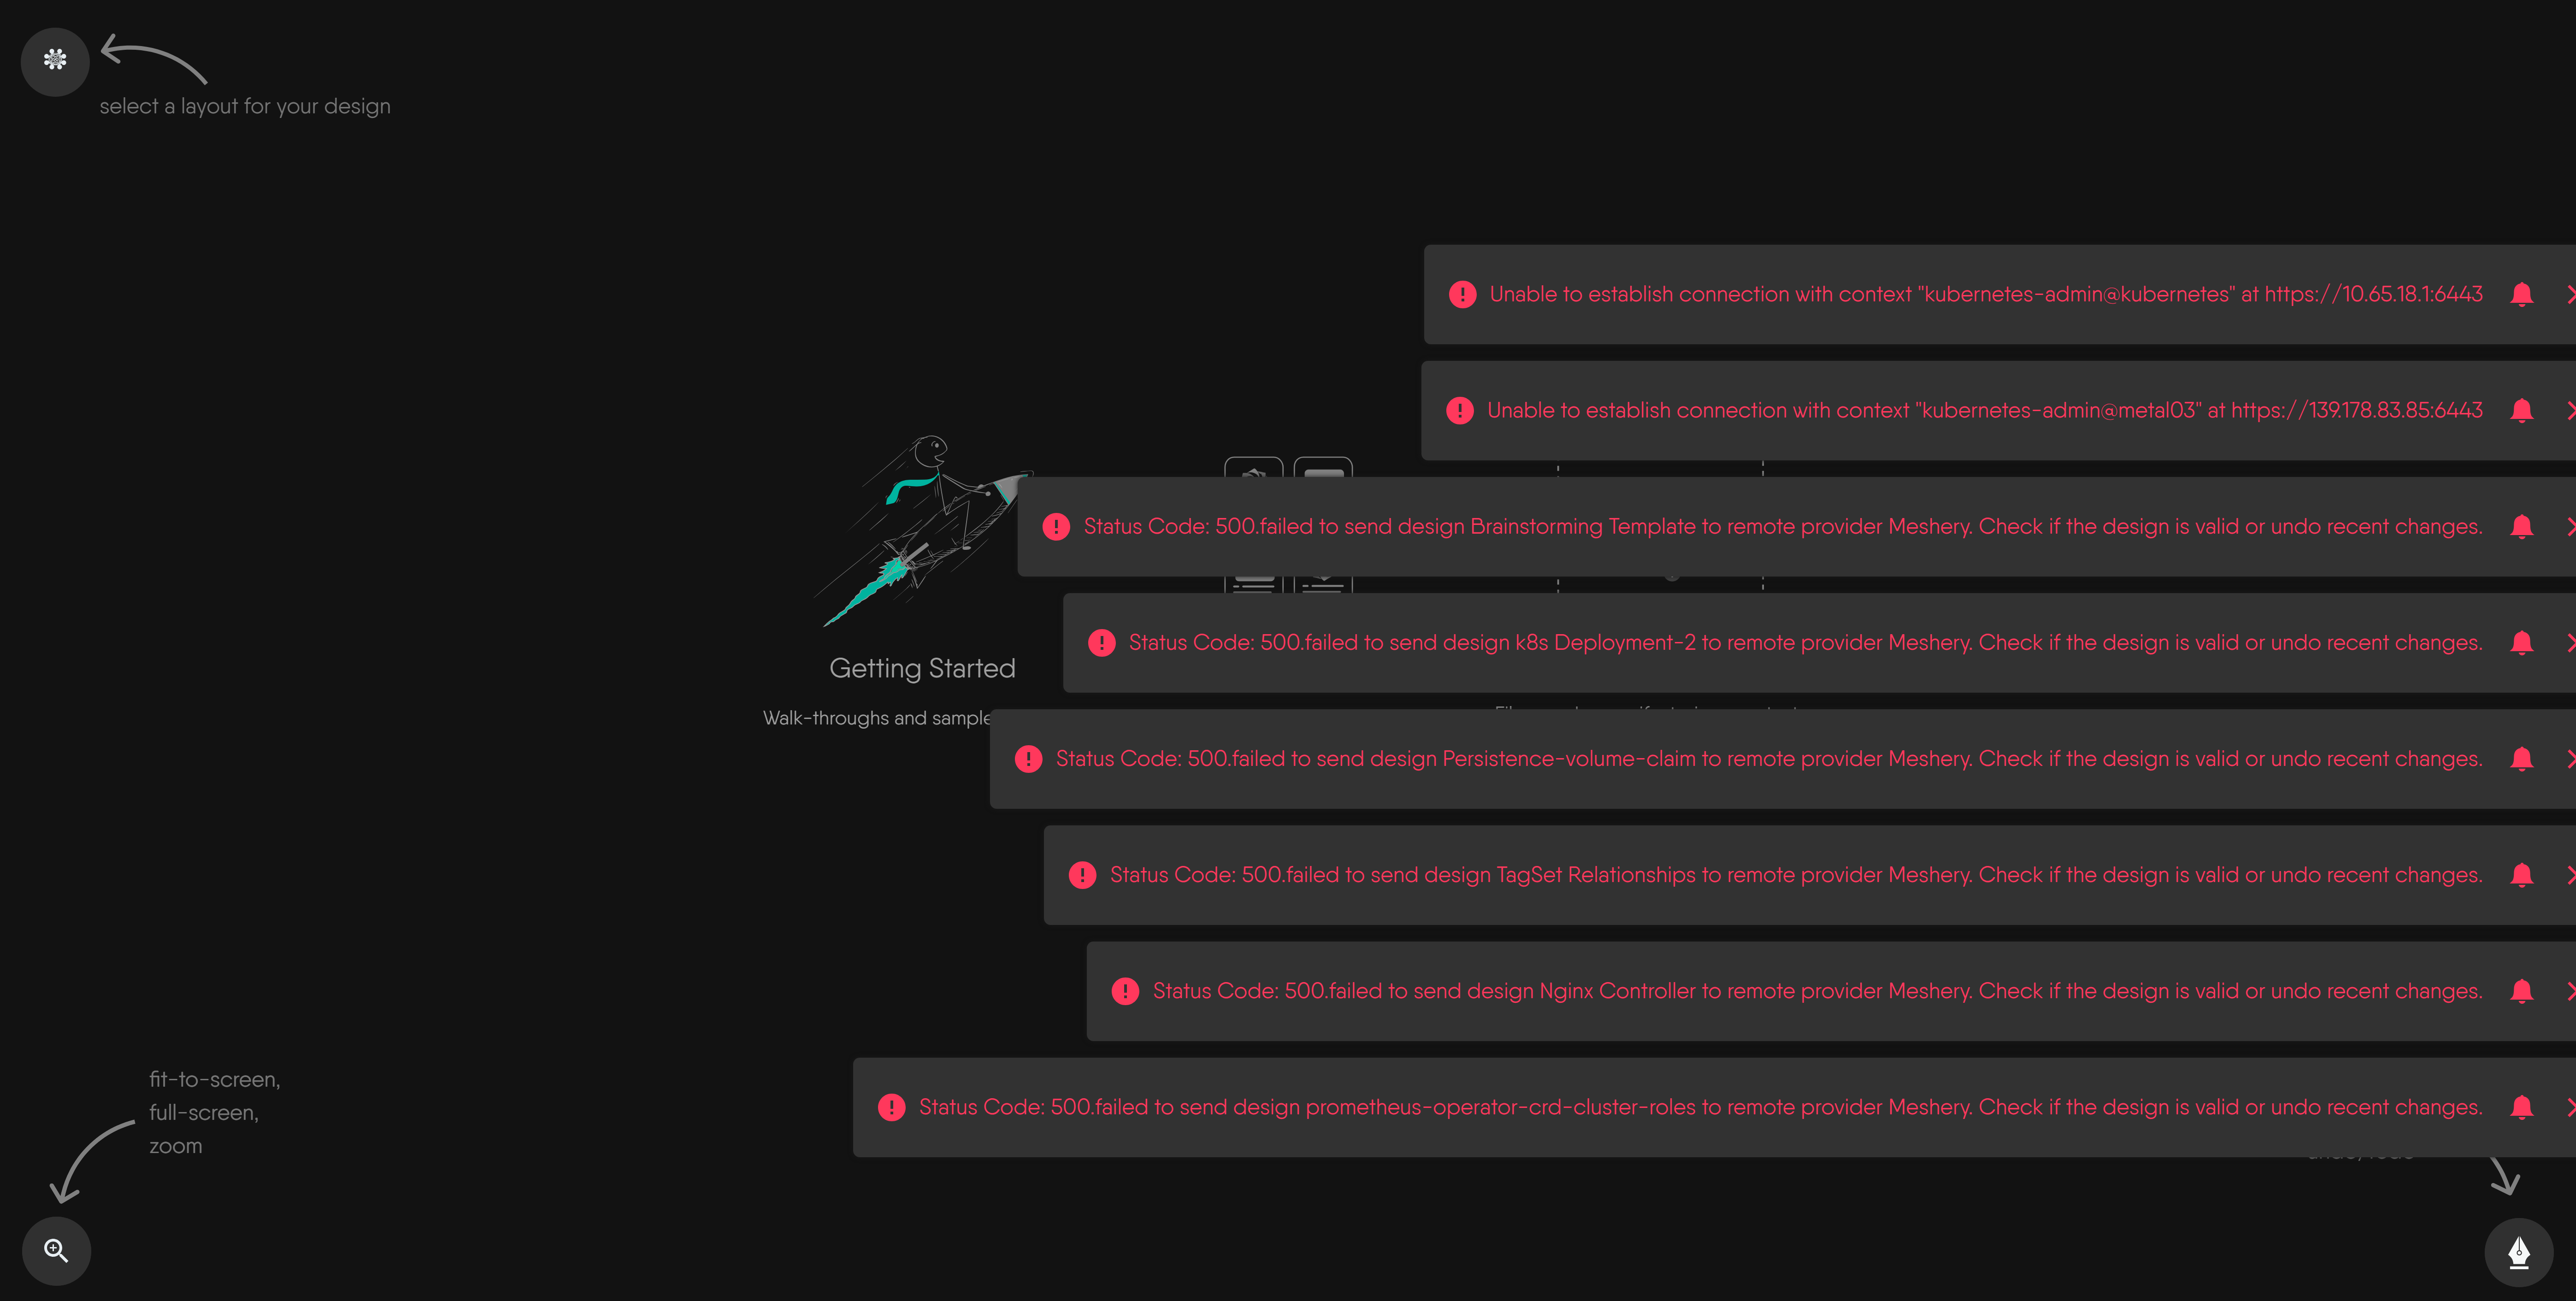 select a layout for your design
Unable to establish connection with context "kubernetes-admin@kubernetes" at https://10.65.18.1:6443
Unable to establish connection with context "kubernetes-admin@metal03" at https://139.178.83.85:6443
Status Code: 500.failed to send design Brainstorming Template to remote provider Meshery. Check if the design is valid or undo recent changes.
Status Code: 500.failed to send design k8s Deployment-2 to remote provider Meshery. Check if the design is valid or undo recent changes.
Getting Started
Walk-throughs and sample
Status Code: 500.failed to send design Persistence-volume-claim to remote provider Meshery. Check if the design is valid or undo recent changes.
Status Code: 500.failed to send design TagSet Relationships to remote provider Meshery. Check if the design is valid or undo recent changes.
Status Code: 500.failed to send design Nginx Controller to remote provider Meshery. Check if the design is valid or undo recent changes.
Status Code: 500.failed to send design prometheus-operator-crd-cluster-roles to remote provider Meshery. Check if the design is valid or undo recent changes.
fit-to-screen,
full-screen,
zoom